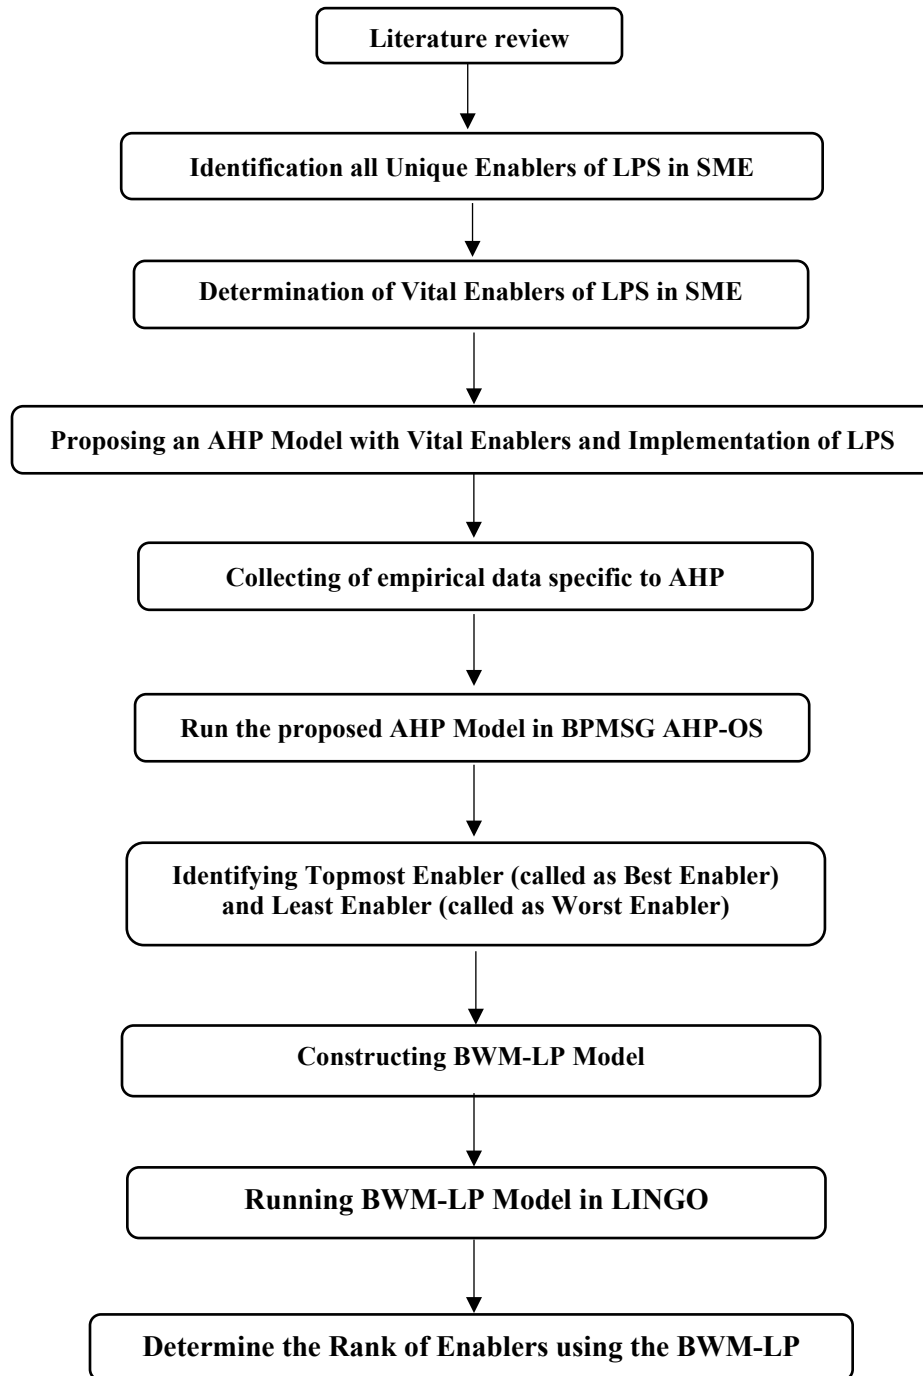 Literature review
Identification all Unique Enablers of LPS in SME
Determination of Vital Enablers of LPS in SME
Proposing an AHP Model with Vital Enablers and Implementation of LPS
Collecting of empirical data specific to AHP
Run the proposed AHP Model in BPMSG AHP-OS
Identifying Topmost Enabler (called as Best Enabler)
and Least Enabler (called as Worst Enabler)
Constructing BWM-LP Model
Running BWM-LP Model in LINGO
Determine the Rank of Enablers using the BWM-LP